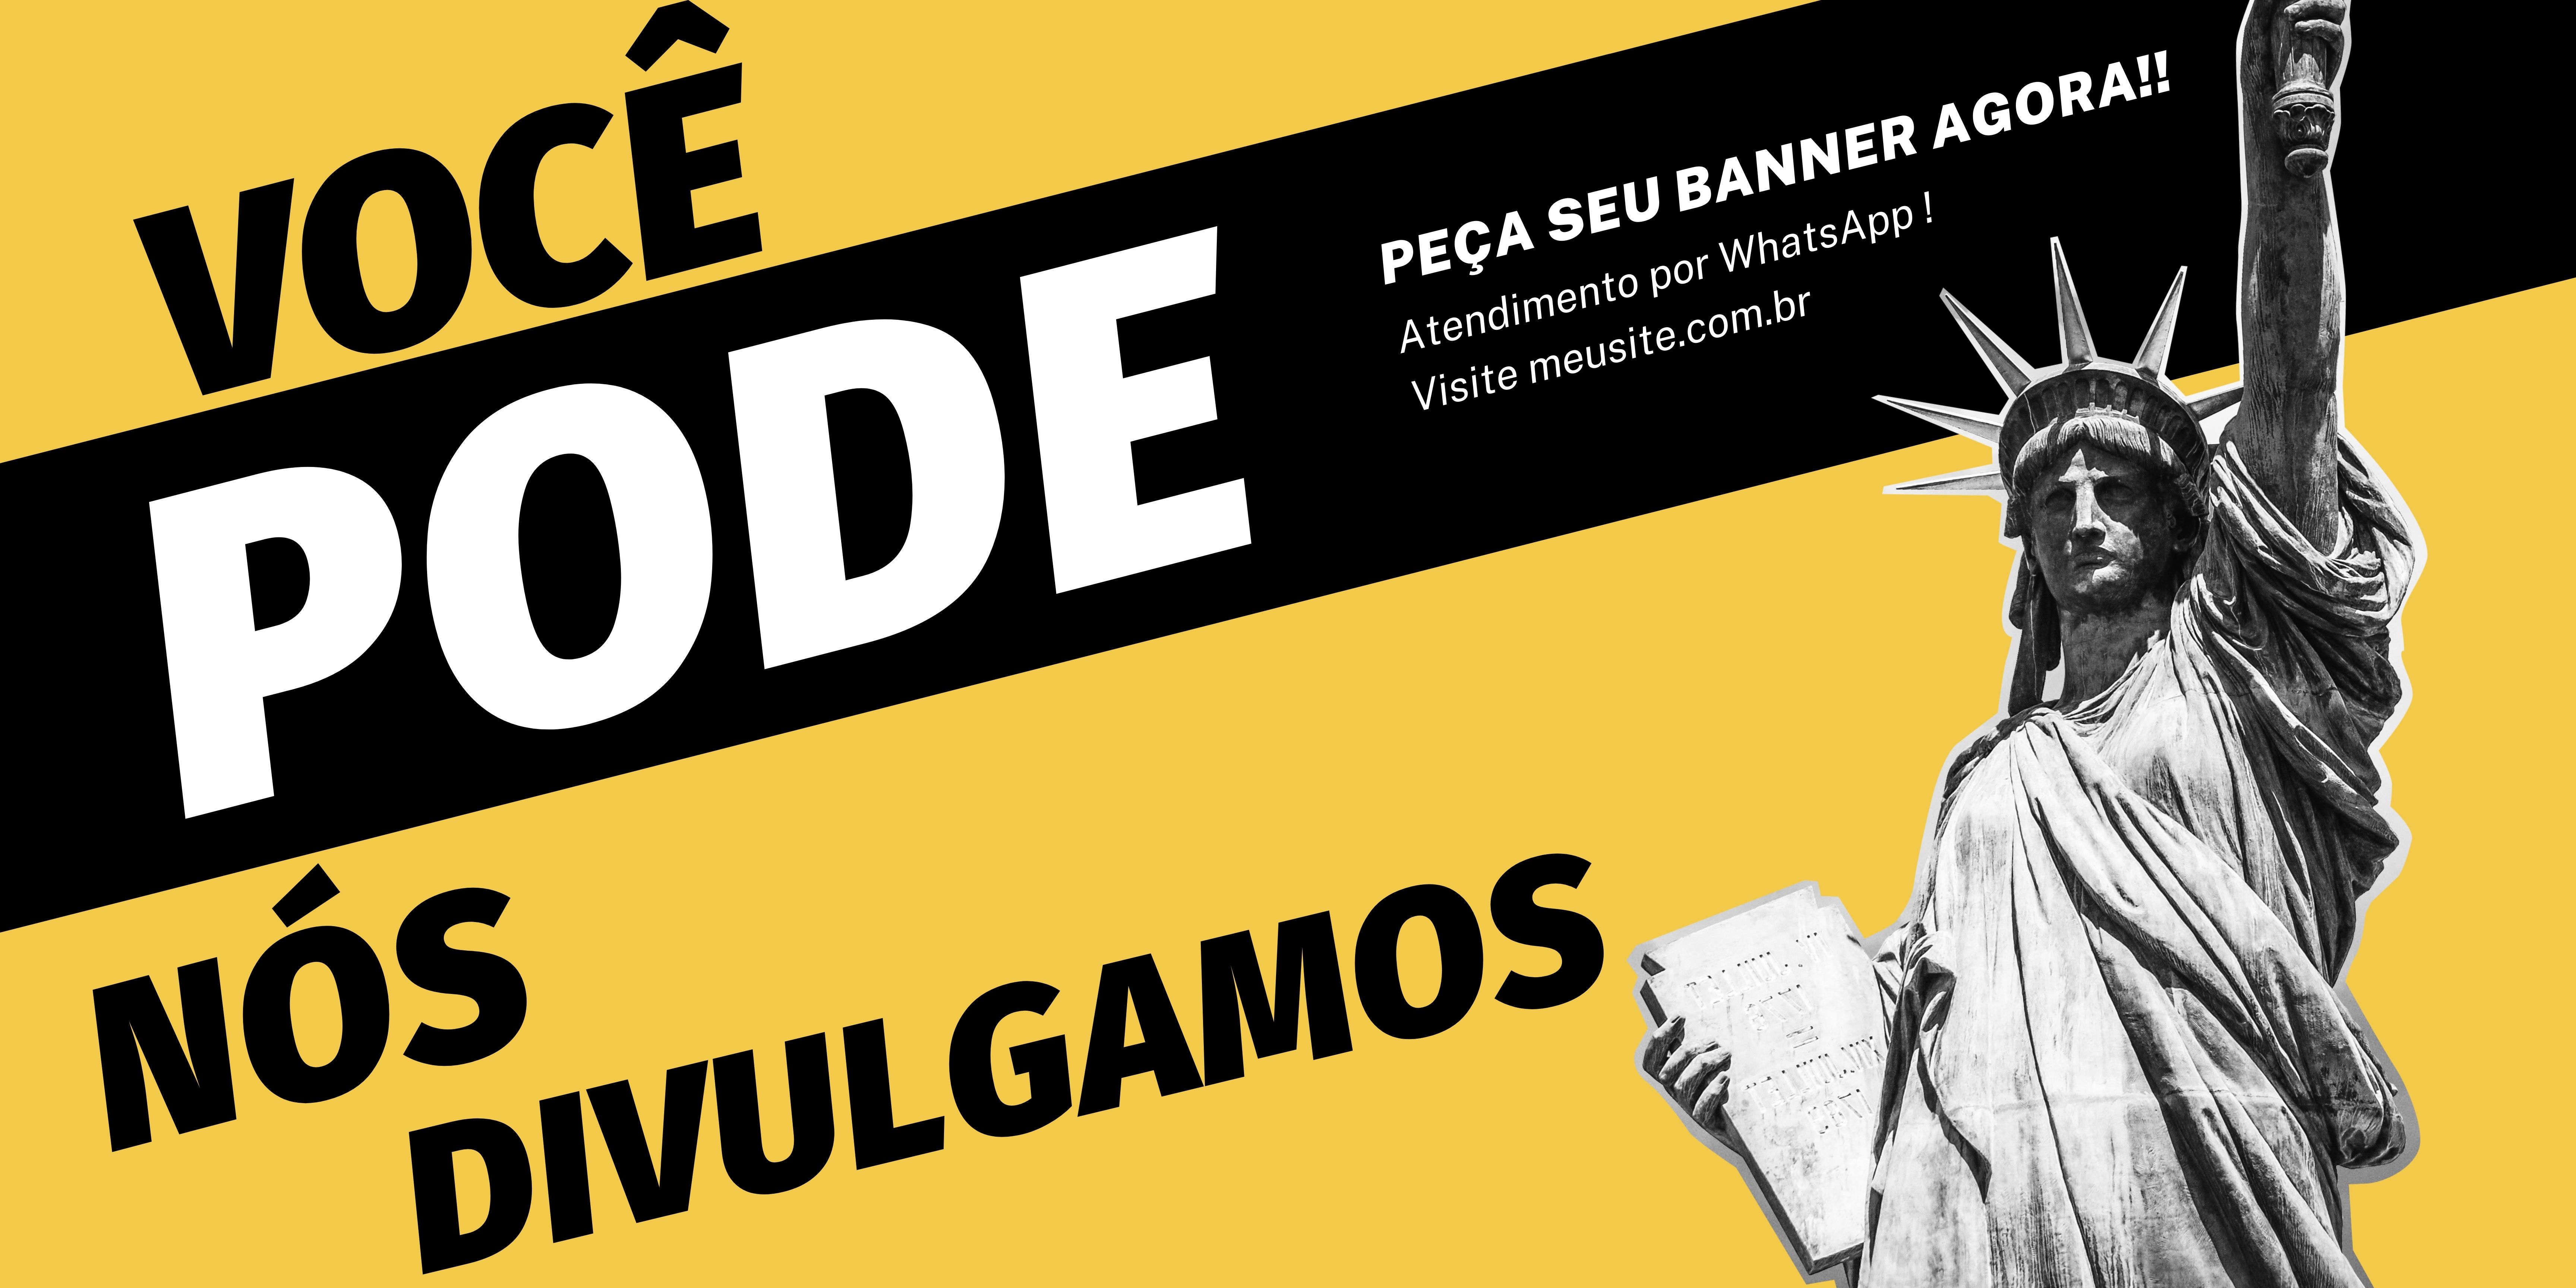 VOCÊ
PODE
PEÇA SEU BANNER AGORA!!
Atendimento por WhatsApp !
Visite meusite.com.br
NÓS
DIVULGAMOS